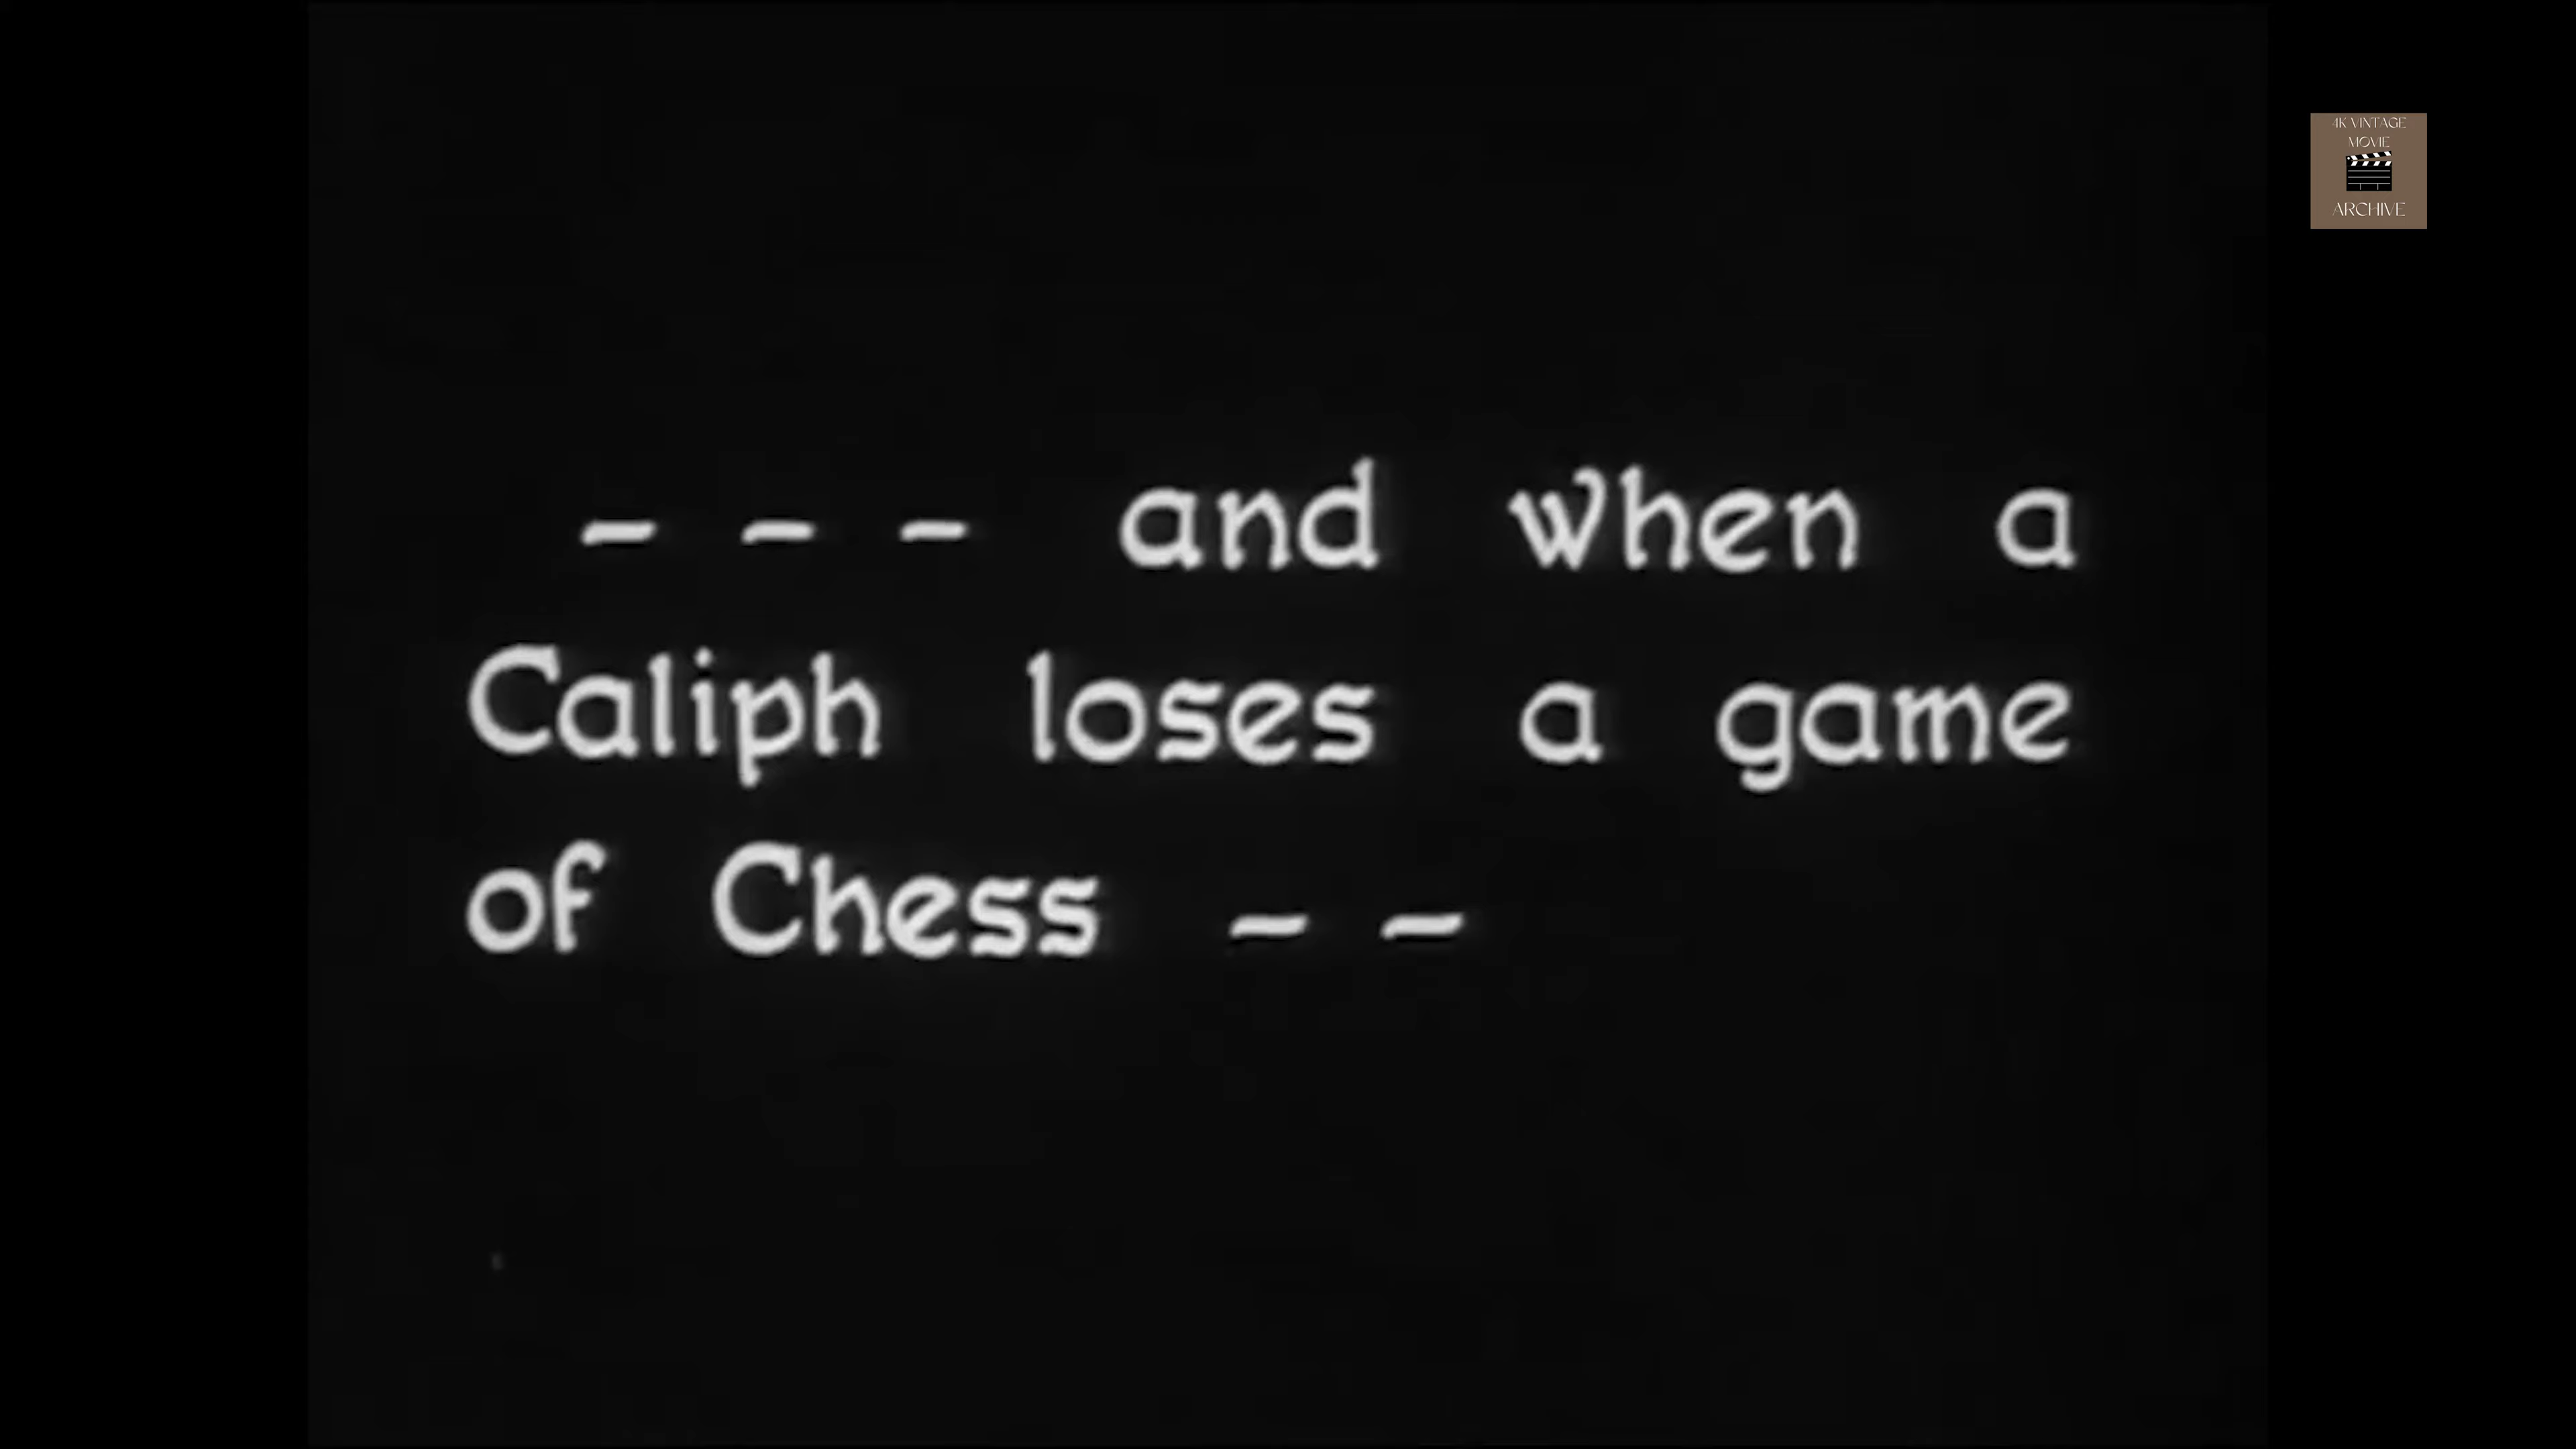 4K VINTAGE
MOVIE
ARCHIVE
- - - and when a
Caliph loses a game
of Chess - -